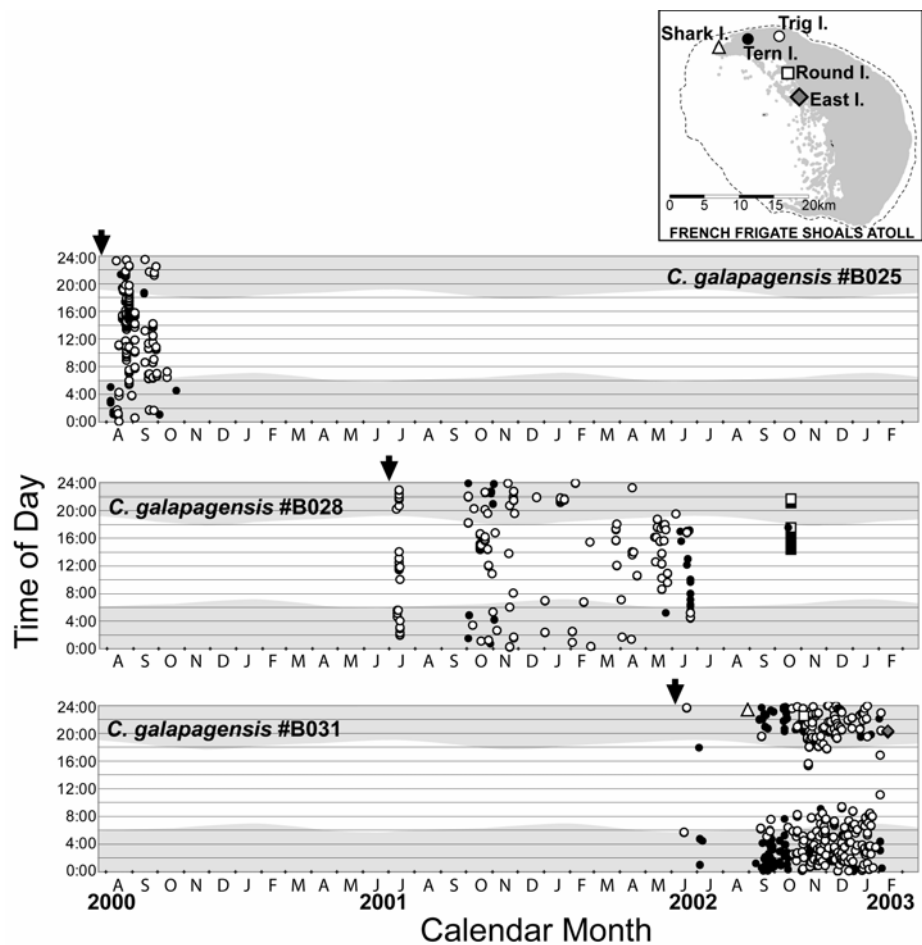 Shark I.
Trig I.
Tern I.
Round I.
East I.
0 5 10 15 20km
FRENCH FRIGATE SHOALS ATOLL
Time of Day
C. galapagensis #B025
24:00
20:00
16:00
12:00
8:00
4:00
0:00
A S O N D J F M A M J J A S O N D J F M A M J J A S O N D J F
C. galapagensis #B028
24:00
20:00
16:00
12:00
8:00
4:00
0:00
A S O N D J F M A M J J A S O N D J F M A M J J A S O N D J F
C. galapagensis #B031
24:00
20:00
16:00
12:00
8:00
4:00
0:00
A S O N D J F M A M J J A S O N D J F M A M J J A S O N D J F
2000 2001 2002 2003
Calendar Month